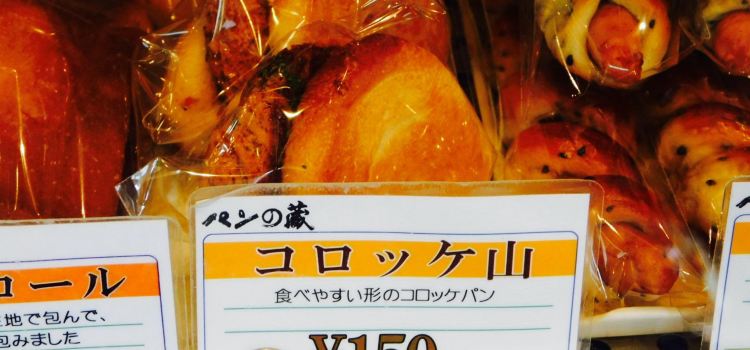 パンの蔵
コロッケ山
食べやすい形のコロッケパン
¥150
ロール
地で包んで、
包みました